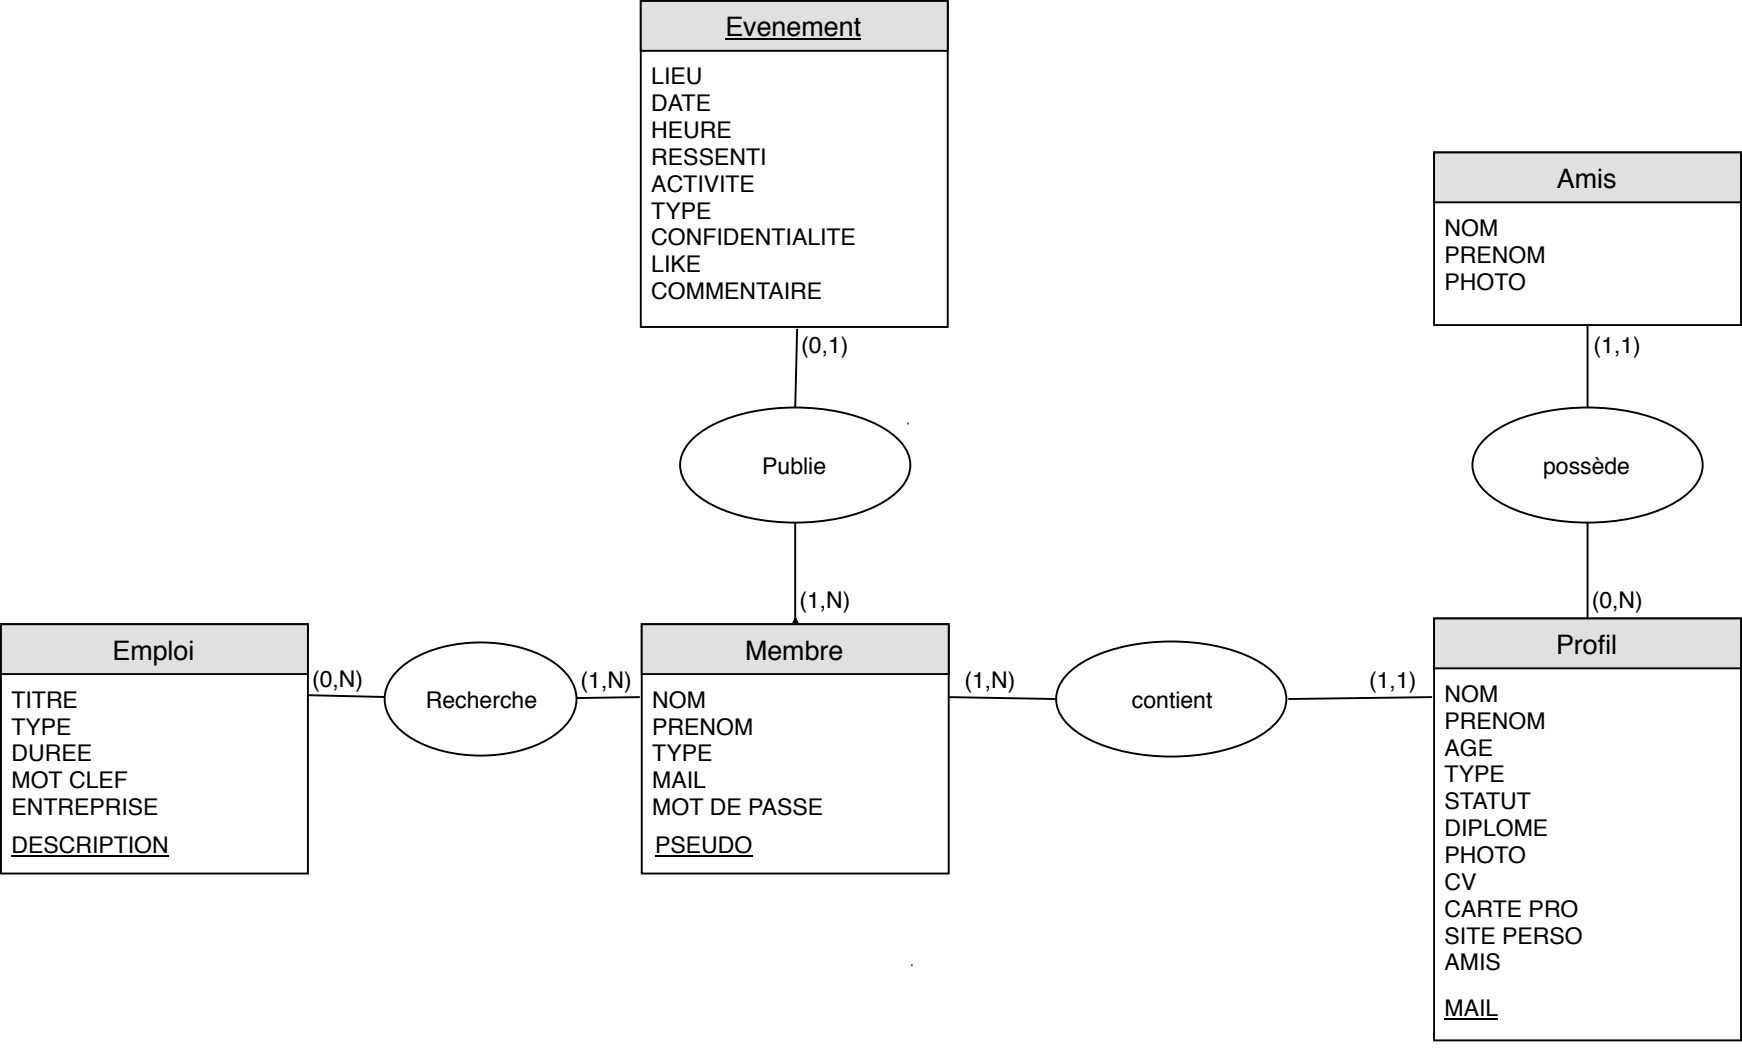 Evenement
LIEU
DATE
HEURE
RESSENTI
ACTIVITE
TYPE
CONFIDENTIALITE
LIKE
COMMENTAIRE
(0,1)
Publie
(1,N)
Amis
NOM
PRENOM
PHOTO
(1,1)
possède
(0,N)
Emploi
TITRE
TYPE
DUREE
MOT CLEF
ENTREPRISE
DESCRIPTION
(0,N)
Recherche
(1,N)
Membre
NOM
PRENOM
TYPE
MAIL
MOT DE PASSE
PSEUDO
(1,N)
contient
(1,1)
Profil
NOM
PRENOM
AGE
TYPE
STATUT
DIPLOME
PHOTO
CV
CARTE PRO
SITE PERSO
AMIS
MAIL